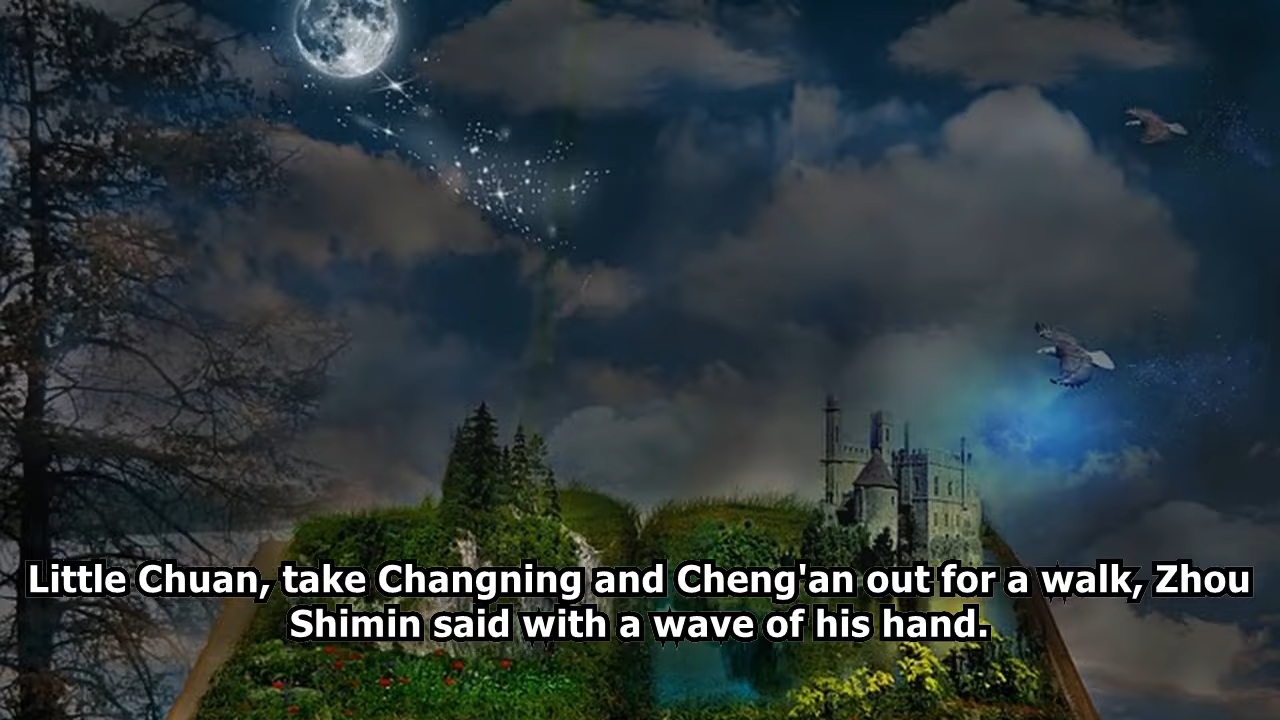 Little Chuan, take Changning and Cheng'an out for a walk, Zhou
Shimin said with a wave of his hand.